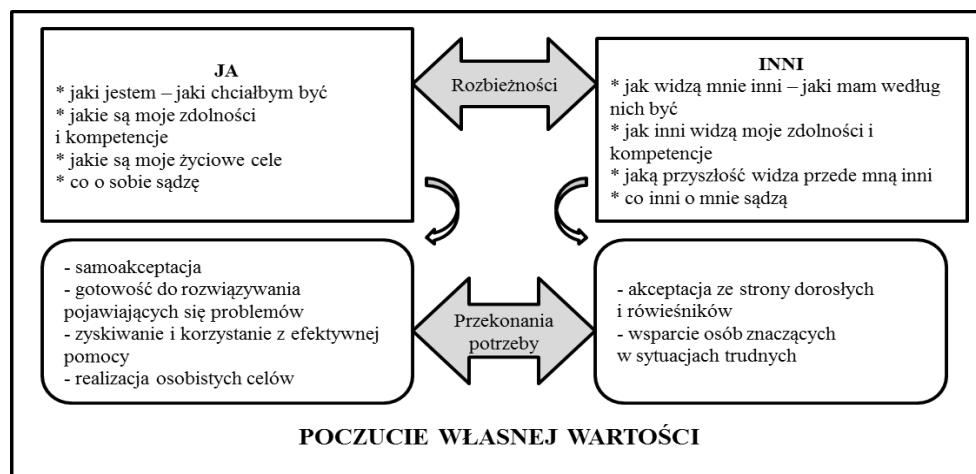 JA
* jaki jestem – jaki chciałbym być
* jakie są moje zdolności
i kompetencje
* jakie są moje życiowe cele
* co o sobie sądzę
Rozbieżności
INNI
* jak widzą mnie inni – jaki mam według
nich być
* jak inni widzą moje zdolności i
kompetencje
* jaką przyszłość widza przede mną inni
* co inni o mnie sądzą
- samoakceptacja
- gotowość do rozwiązywania
pojawiających się problemów
- zyskiwanie i korzystanie z efektywnej
pomocy
- realizacja osobistych celów
Przekonania
potrzeby
- akceptacja ze strony dorosłych
i rówieśników
- wsparcie osób znaczących
w sytuacjach trudnych
POCZUCIE WŁASNEJ WARTOŚCI